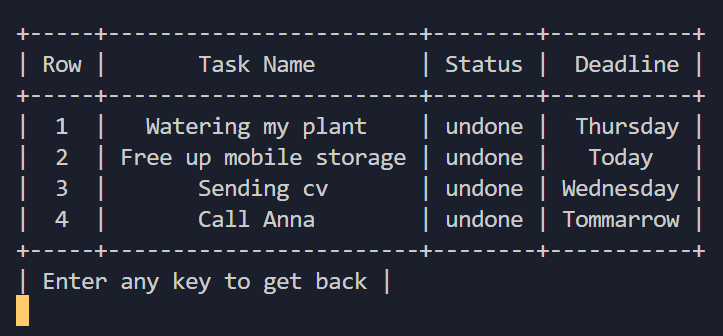 +-----+------------------------+--------+-----------+
| Row |       Task Name        | Status |  Deadline |
+-----+------------------------+--------+-----------+
|  1  |   Watering my plant    | undone |  Thursday |
|  2  | Free up mobile storage | undone |   Today   |
|  3  |       Sending cv       | undone | Wednesday |
|  4  |       Call Anna        | undone | Tommarrow |
+-----+------------------------+--------+-----------+
| Enter any key to get back |